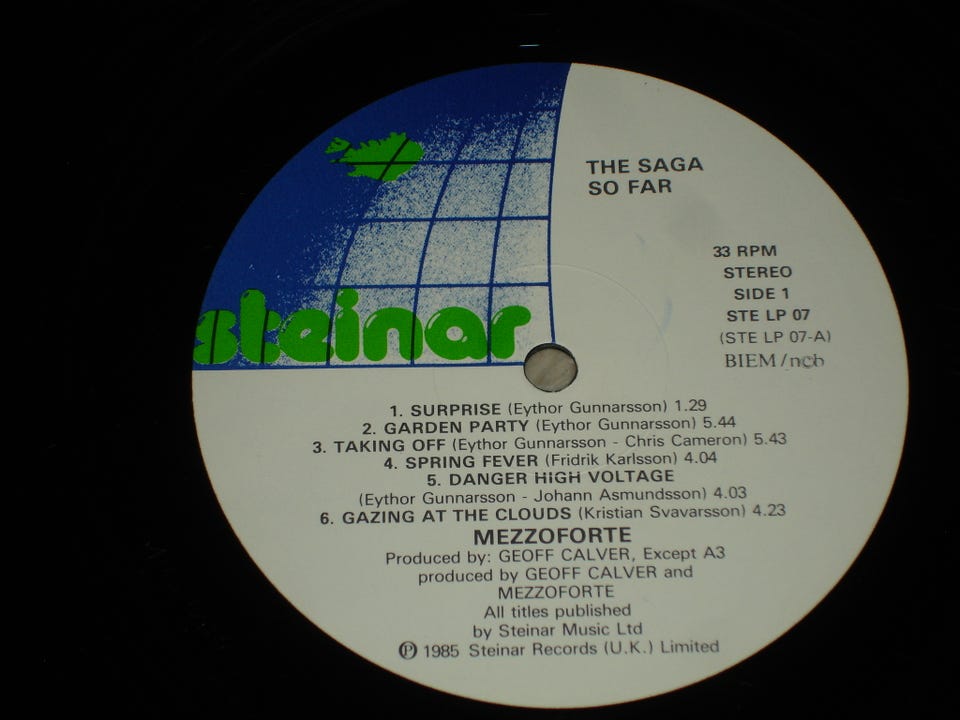 THE SAGA
SO FAR
33 RPM
STEREO
SIDE 1
STE LP 07
(STE LP 07-A)
BIEM/ncb
steinar
1. SURPRISE (Eythor Gunnarsson) 1.29
2. GARDEN PARTY (Eythor Gunnarsson) 5.44
3. TAKING OFF (Eythor Gunnarsson - Chris Cameron) 5.43
4. SPRING FEVER (Fridrik Karlsson) 4.04
5. DANGER HIGH VOLTAGE
(Eythor Gunnarsson - Johann Asmundsson) 4.03
6. GAZING AT THE CLOUDS (Kristian Svavarsson) 4.23
MEZZOFORTE
Produced by: GEOFF CALVER, Except A3
produced by GEOFF CALVER and
MEZZOFORTE
All titles published
by Steinar Music Ltd
℗ 1985 Steinar Records (U.K.) Limited